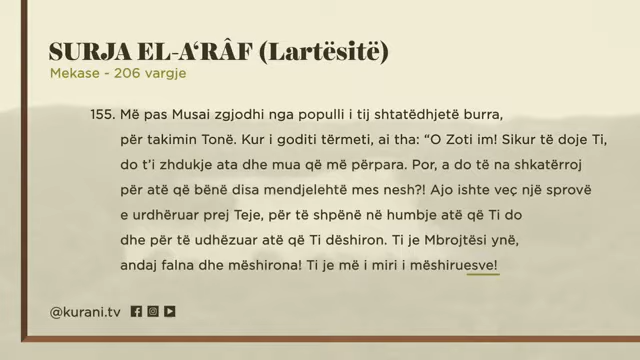 SURJA EL-A‘RÂF (Lartësitë)
Mekase - 206 vargje
155. Më pas Musai zgjodhi nga populli i tij shtatëdhjetë burra,
për takimin Tonë. Kur i goditi tërmeti, ai tha: “O Zoti im! Sikur të doje Ti,
do t’i zhdukje ata dhe mua që më përpara. Por, a do të na shkatërroj
për atë që bënë disa mendjelehtë mes nesh?! Ajo ishte veç një sprovë
e urdhëruar prej Teje, për të shpënë në humbje atë që Ti do
dhe për të udhëzuar atë që Ti dëshiron. Ti je Mbrojtësi ynë,
andaj falna dhe mëshirona! Ti je më i miri i mëshiruesve!
@kurani.tv